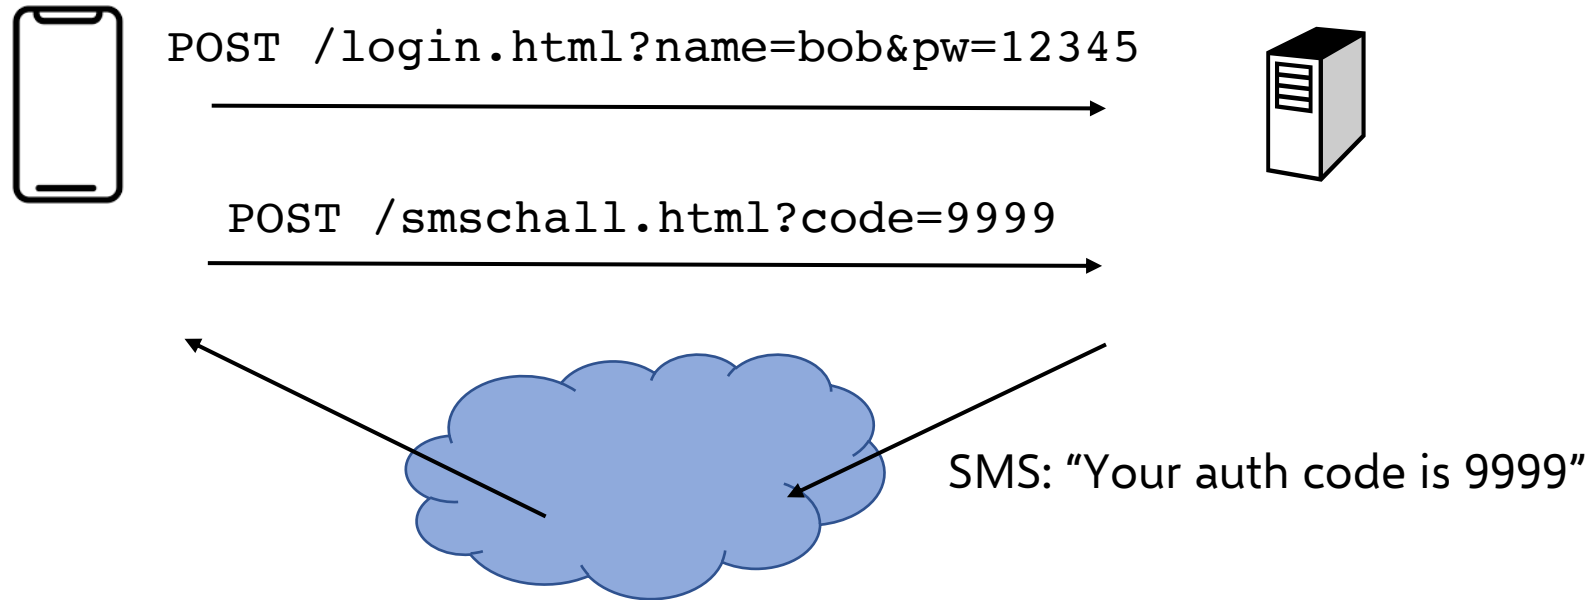 POST /login.html?name=bob&pw=12345
POST /smschall.html?code=9999
SMS: “Your auth code is 9999”